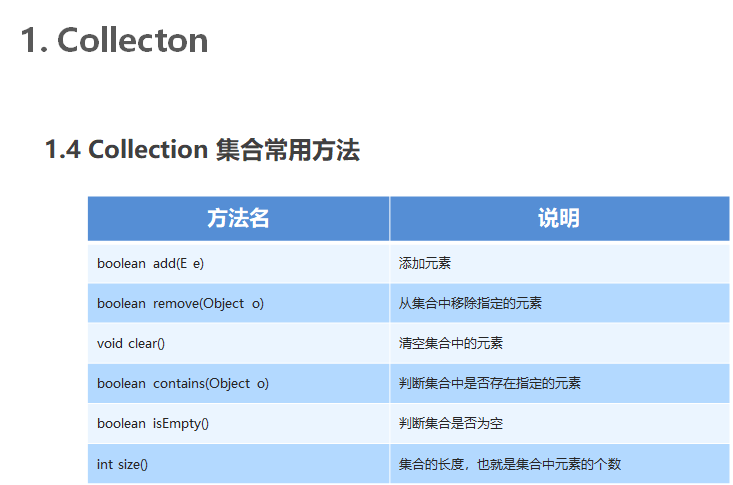 1. Collecton
1.4 Collection 集合常用方法
方法名 说明
boolean add(E e) 添加元素
boolean remove(Object o) 从集合中移除指定的元素
void clear() 清空集合中的元素
boolean contains(Object o) 判断集合中是否存在指定的元素
boolean isEmpty() 判断集合是否为空
int size() 集合的长度，也就是集合中元素的个数